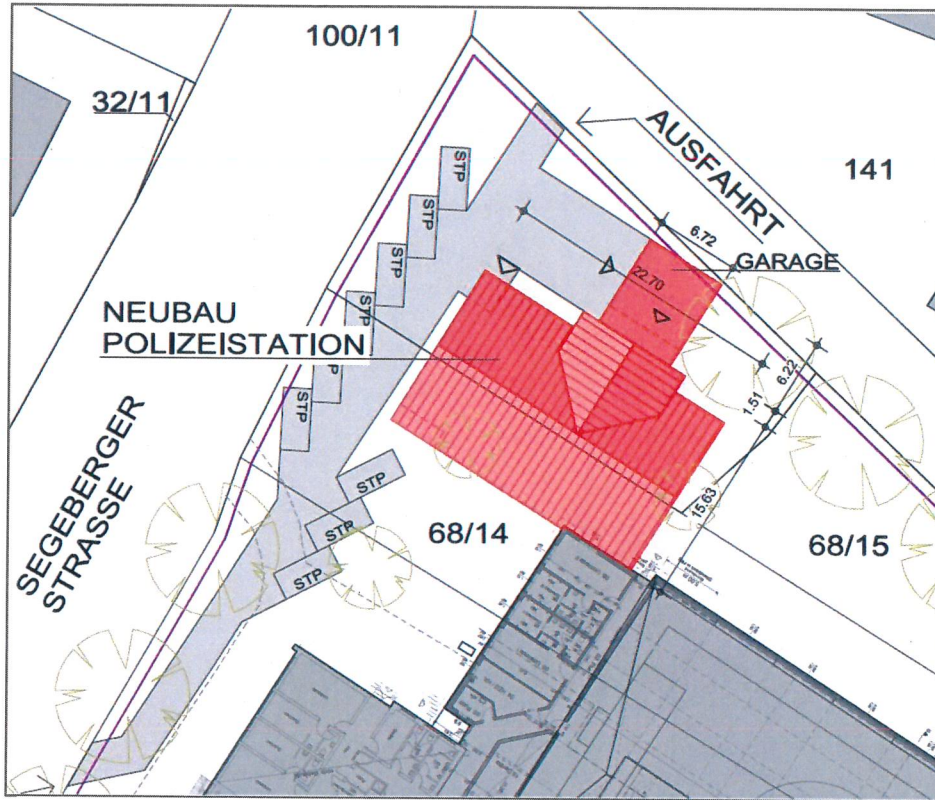 100/11
32/11
AUSFAHRT
141
STP
STP
6.72
GARAGE
STP
22.70
NEUBAU
POLIZEISTATION
STP
STP
6.22
STP
1.51
SEGEBERGER
STRASSE
STP
15.63
68/14
68/15
STP
STP